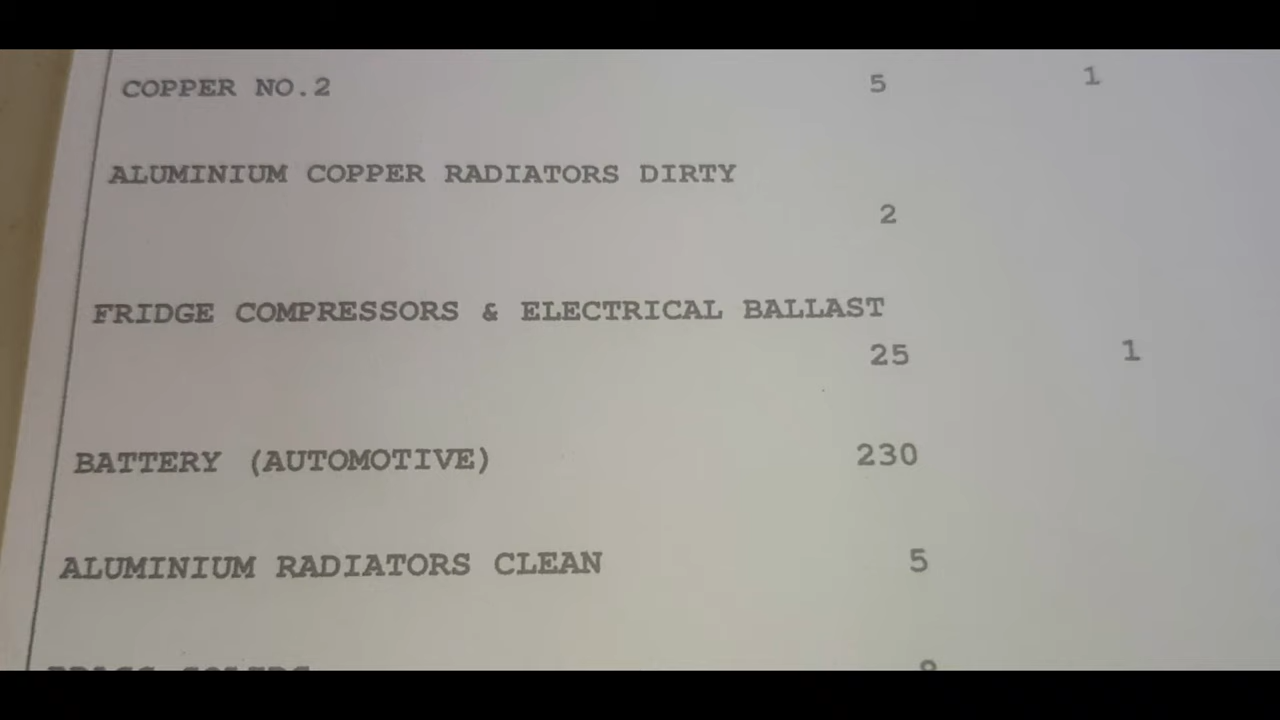 COPPER NO.2 5 1
ALUMINIUM COPPER RADIATORS DIRTY
2
FRIDGE COMPRESSORS & ELECTRICAL BALLAST
25 1
BATTERY (AUTOMOTIVE) 230
ALUMINIUM RADIATORS CLEAN 5